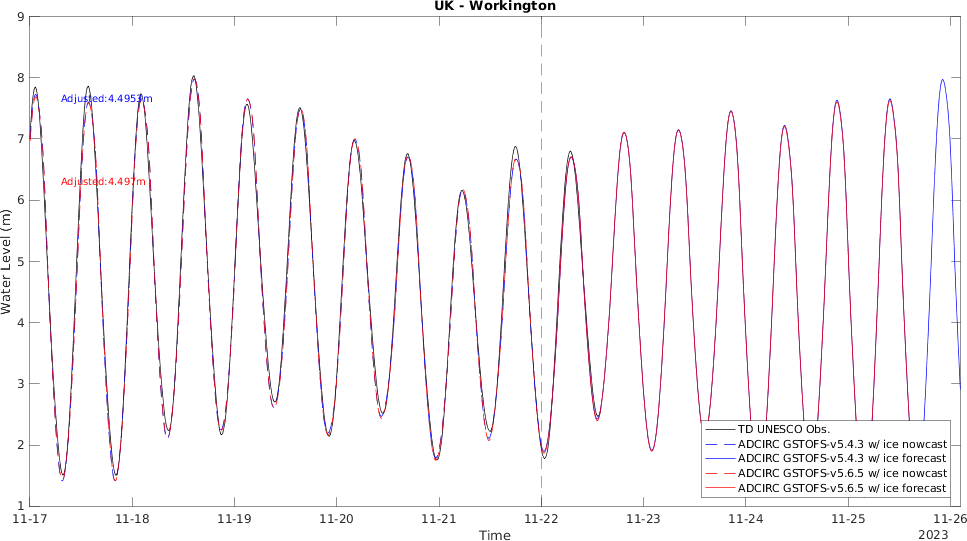 UK - Workington
9
8
7
6
5
4
3
2
1
Water Level (m)
Adjusted:4.4953m
Adjusted:4.497m
TD UNESCO Obs.
ADCIRC GSTOFS-v5.4.3 w/ ice nowcast
ADCIRC GSTOFS-v5.4.3 w/ ice forecast
ADCIRC GSTOFS-v5.6.5 w/ ice nowcast
ADCIRC GSTOFS-v5.6.5 w/ ice forecast
11-17 11-18 11-19 11-20 11-21 11-22 11-23 11-24 11-25 11-26
Time
2023